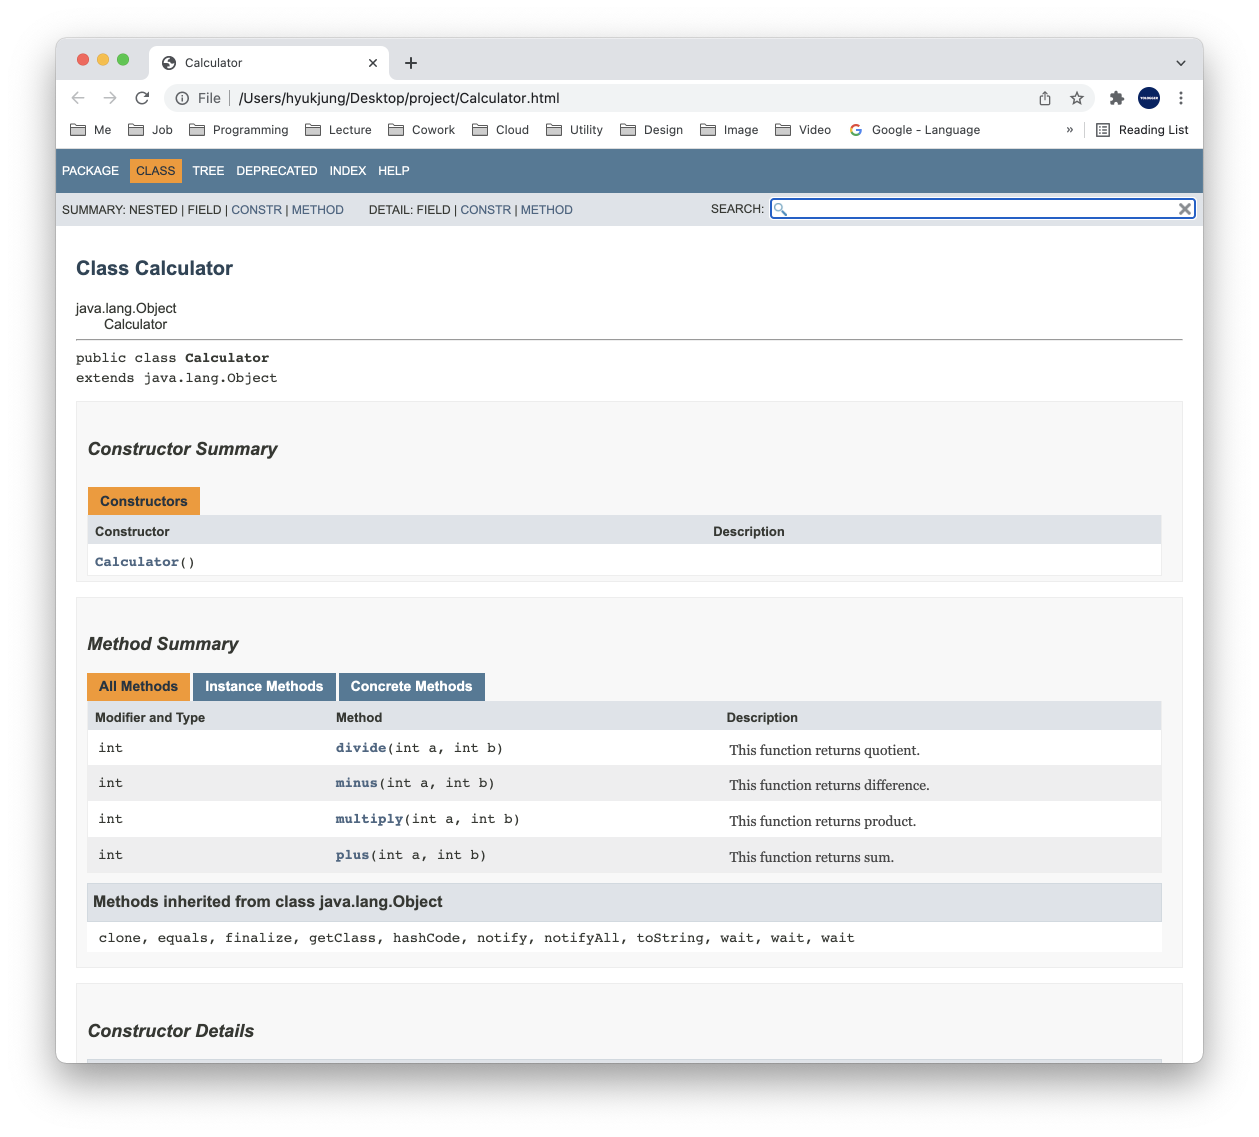 Calculator
File /Users/hyukjung/Desktop/project/Calculator.html
Me Job Programming Lecture Cowork Cloud Utility Design Image Video Google - Language » Reading List
PACKAGE CLASS TREE DEPRECATED INDEX HELP
SUMMARY: NESTED | FIELD | CONSTR | METHOD DETAIL: FIELD | CONSTR | METHOD SEARCH:
Class Calculator
java.lang.Object
Calculator
public class Calculator
extends java.lang.Object
Constructor Summary
Constructors
Constructor Description
Calculator()
Method Summary
All Methods Instance Methods Concrete Methods
Modifier and Type Method Description
int divide(int a, int b) This function returns quotient.
int minus(int a, int b) This function returns difference.
int multiply(int a, int b) This function returns product.
int plus(int a, int b) This function returns sum.
Methods inherited from class java.lang.Object
clone, equals, finalize, getClass, hashCode, notify, notifyAll, toString, wait, wait, wait
Constructor Details